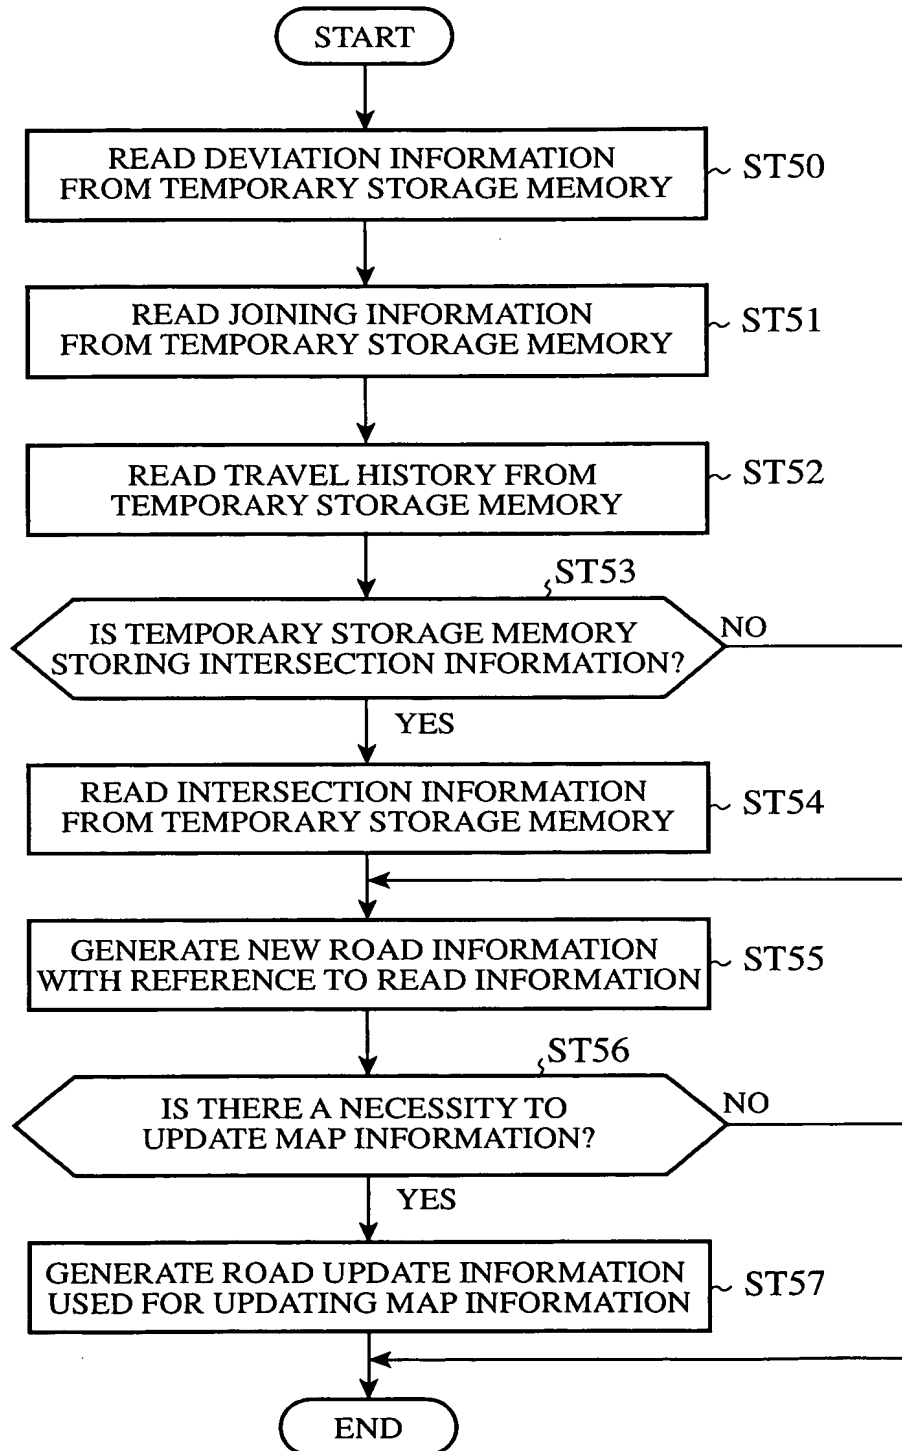 START
READ DEVIATION INFORMATION
FROM TEMPORARY STORAGE MEMORY
ST50
READ JOINING INFORMATION
FROM TEMPORARY STORAGE MEMORY
ST51
READ TRAVEL HISTORY FROM
TEMPORARY STORAGE MEMORY
ST52
ST53
IS TEMPORARY STORAGE MEMORY
STORING INTERSECTION INFORMATION?
NO
YES
READ INTERSECTION INFORMATION
FROM TEMPORARY STORAGE MEMORY
ST54
GENERATE NEW ROAD INFORMATION
WITH REFERENCE TO READ INFORMATION
ST55
ST56
IS THERE A NECESSITY TO
UPDATE MAP INFORMATION?
NO
YES
GENERATE ROAD UPDATE INFORMATION
USED FOR UPDATING MAP INFORMATION
ST57
END